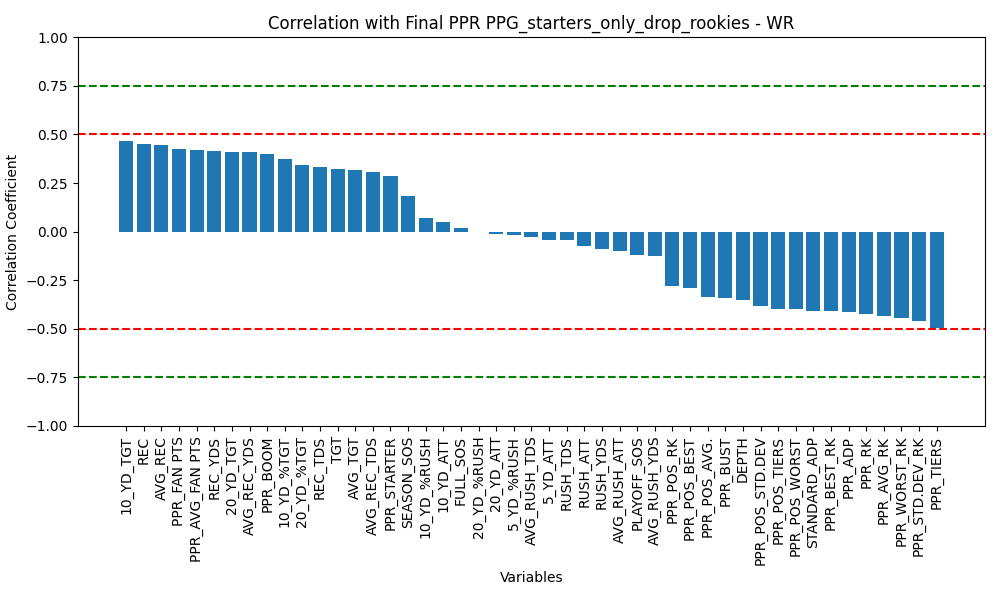 Correlation with Final PPR PPG_starters_only_drop_rookies - WR
Correlation Coefficient
1.00
0.75
0.50
0.25
0.00
−0.25
−0.50
−0.75
−1.00
10_YD_TGT
REC
AVG_REC
PPR_FAN PTS
PPR_AVG_FAN PTS
REC_YDS
20_YD_TGT
AVG_REC_YDS
PPR_BOOM
10_YD_%TGT
20_YD_%TGT
REC_TDS
TGT
AVG_TGT
AVG_REC_TDS
PPR_STARTER
SEASON_SOS
10_YD_%RUSH
10_YD_ATT
FULL_SOS
20_YD_%RUSH
20_YD_ATT
5_YD_%RUSH
AVG_RUSH_TDS
5_YD_ATT
RUSH_TDS
RUSH_ATT
RUSH_YDS
AVG_RUSH_ATT
PLAYOFF_SOS
AVG_RUSH_YDS
PPR_POS_RK
PPR_POS_BEST
PPR_POS_AVG.
PPR_BUST
DEPTH
PPR_POS_STD.DEV
PPR_POS_TIERS
PPR_POS_WORST
STANDARD_ADP
PPR_BEST_RK
PPR_ADP
PPR_RK
PPR_AVG_RK
PPR_WORST_RK
PPR_STD.DEV_RK
PPR_TIERS
Variables